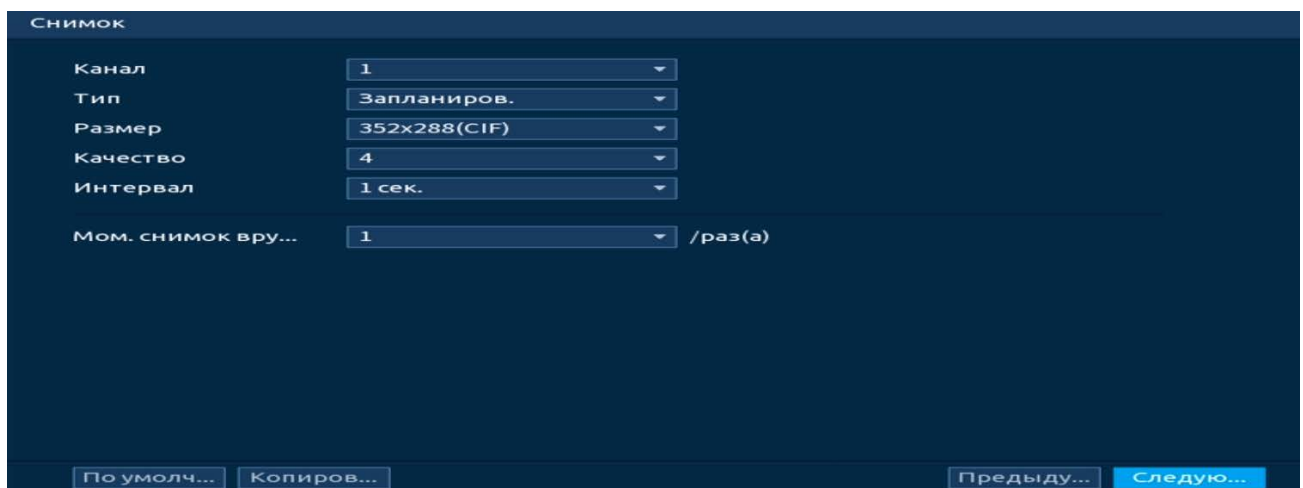 Снимок
Канал 1
Тип Запланиров.
Размер 352x288(CIF)
Качество 4
Интервал 1 сек.
Мом. снимок вру... 1 /раз(а)
По умолч... Копиров... Предыду... Следую...